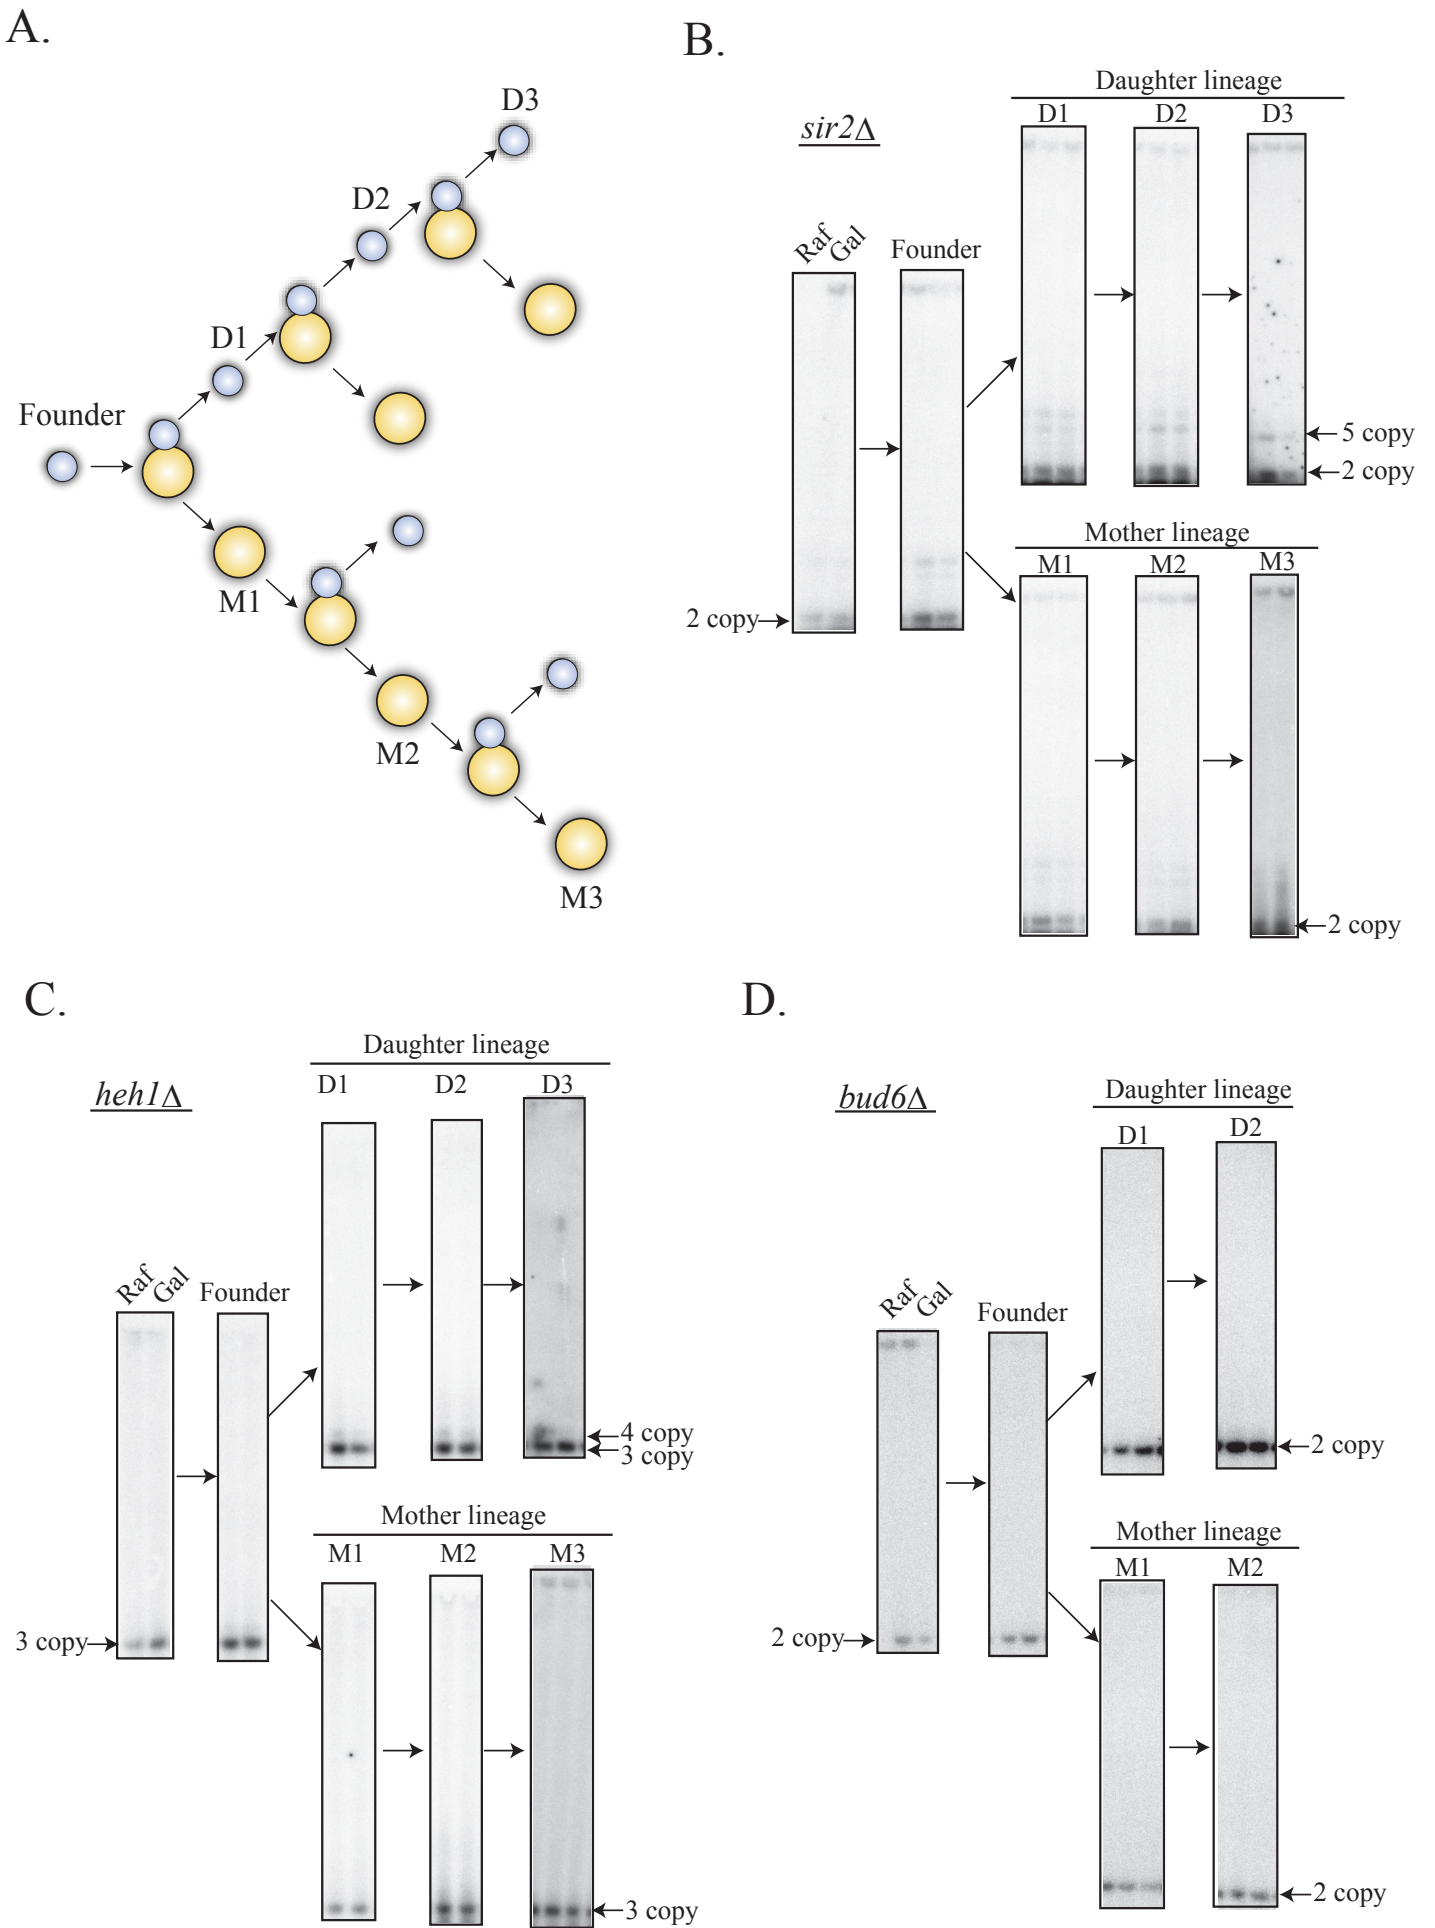 A.
Founder
D1
D2
D3
M1
M2
M3
B.
sir2Δ
Daughter lineage
D1 D2 D3
Raf Gal
Founder
5 copy
2 copy
Mother lineage
M1 M2 M3
2 copy
2 copy
C.
heh1Δ
Daughter lineage
D1 D2 D3
Raf Gal
Founder
4 copy
3 copy
Mother lineage
M1 M2 M3
3 copy
3 copy
D.
bud6Δ
Daughter lineage
D1 D2
Raf Gal
Founder
2 copy
Mother lineage
M1 M2
2 copy
2 copy